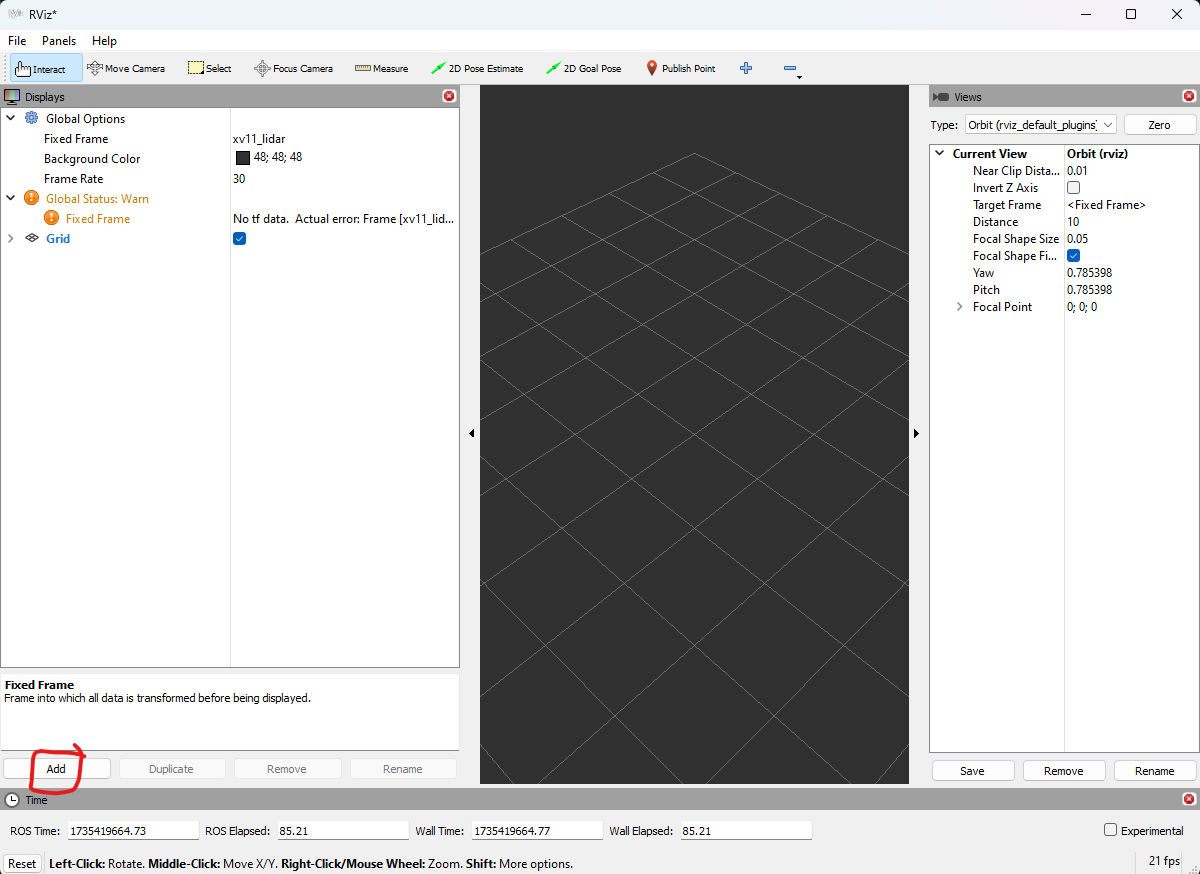 RViz*
File Panels Help
Interact Move Camera Select Focus Camera Measure 2D Pose Estimate 2D Goal Pose Publish Point
Displays
Global Options
Fixed Frame xv11_lidar
Background Color 48; 48; 48
Frame Rate 30
Global Status: Warn
Fixed Frame No tf data. Actual error: Frame [xv11_lid...
Grid
Fixed Frame
Frame into which all data is transformed before being displayed.
Add Duplicate Remove Rename
Views
Type: Orbit (rviz_default_plugins) Zero
Current View Orbit (rviz)
Near Clip Dista... 0.01
Invert Z Axis
Target Frame <Fixed Frame>
Distance 10
Focal Shape Size 0.05
Focal Shape Fi...
Yaw 0.785398
Pitch 0.785398
Focal Point 0; 0; 0
Save Remove Rename
Time
ROS Time: 1735419664.73 ROS Elapsed: 85.21 Wall Time: 1735419664.77 Wall Elapsed: 85.21 Experimental
Reset Left-Click: Rotate. Middle-Click: Move X/Y. Right-Click/Mouse Wheel: Zoom. Shift: More options. 21 fps